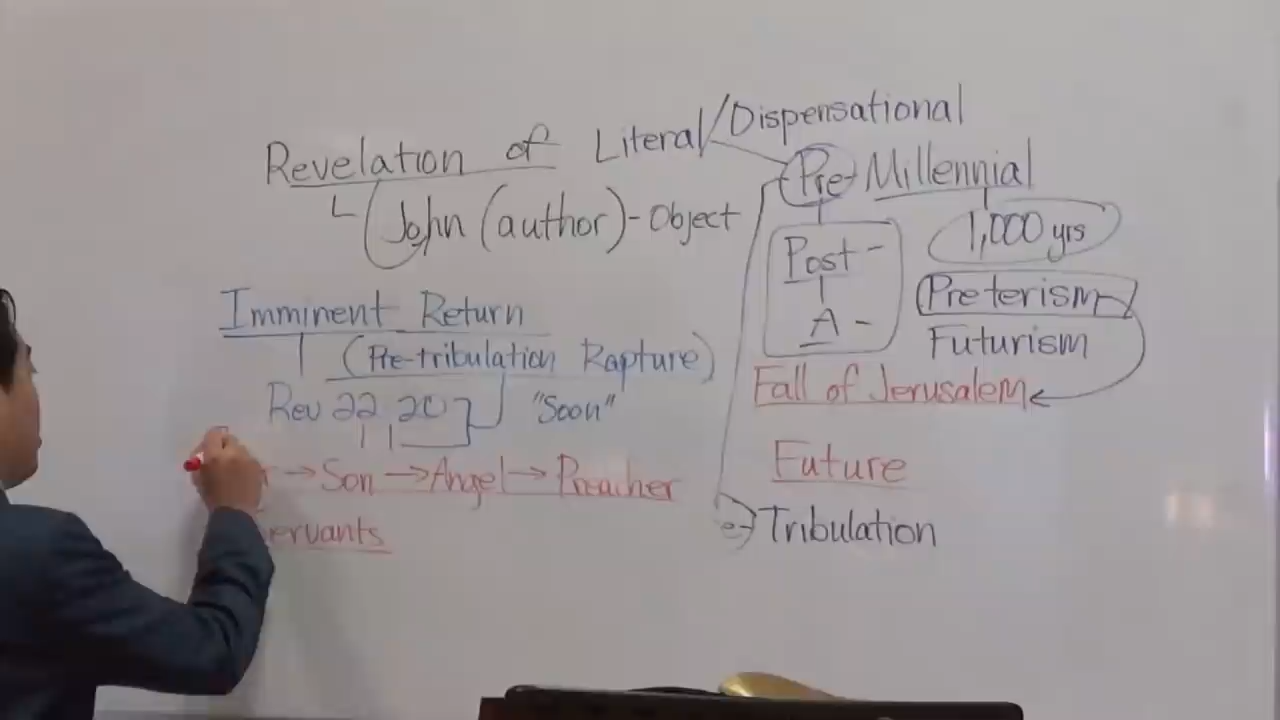 Revelation of Literal/Dispensational
John (author) - Object
Pre- Millennial
1,000 yrs
Post -
A -
Preterism
Futurism
Fall of Jerusalem
Future
Tribulation
Imminent Return
(Pre-tribulation Rapture)
Rev 22 20 "Soon"
→ Son → Angel → Preacher